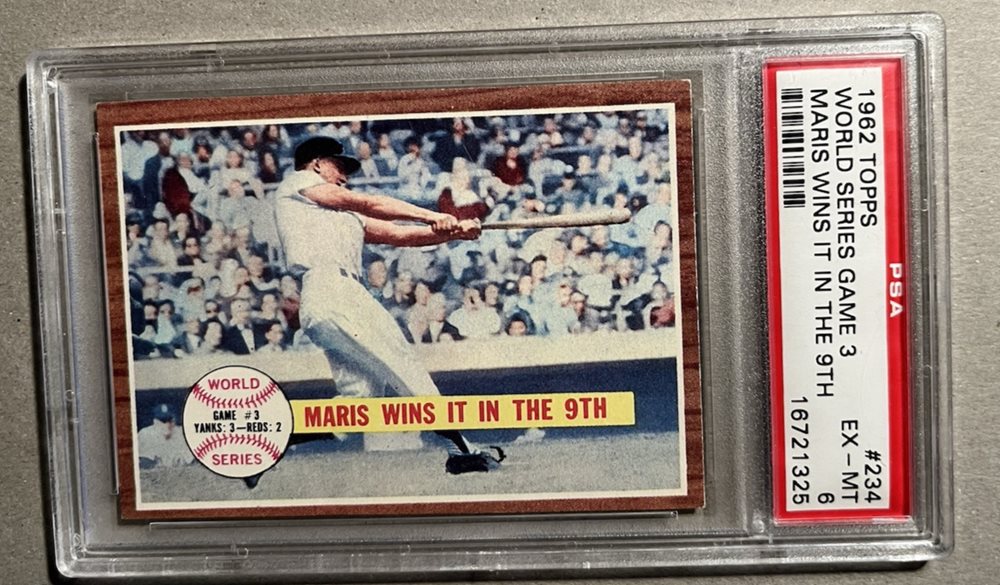 WORLD
GAME #3
YANKS: 3—REDS: 2
SERIES
MARIS WINS IT IN THE 9TH
PSA
1962 TOPPS #234
WORLD SERIES GAME 3 EX - MT
MARIS WINS IT IN THE 9TH 6
16721325